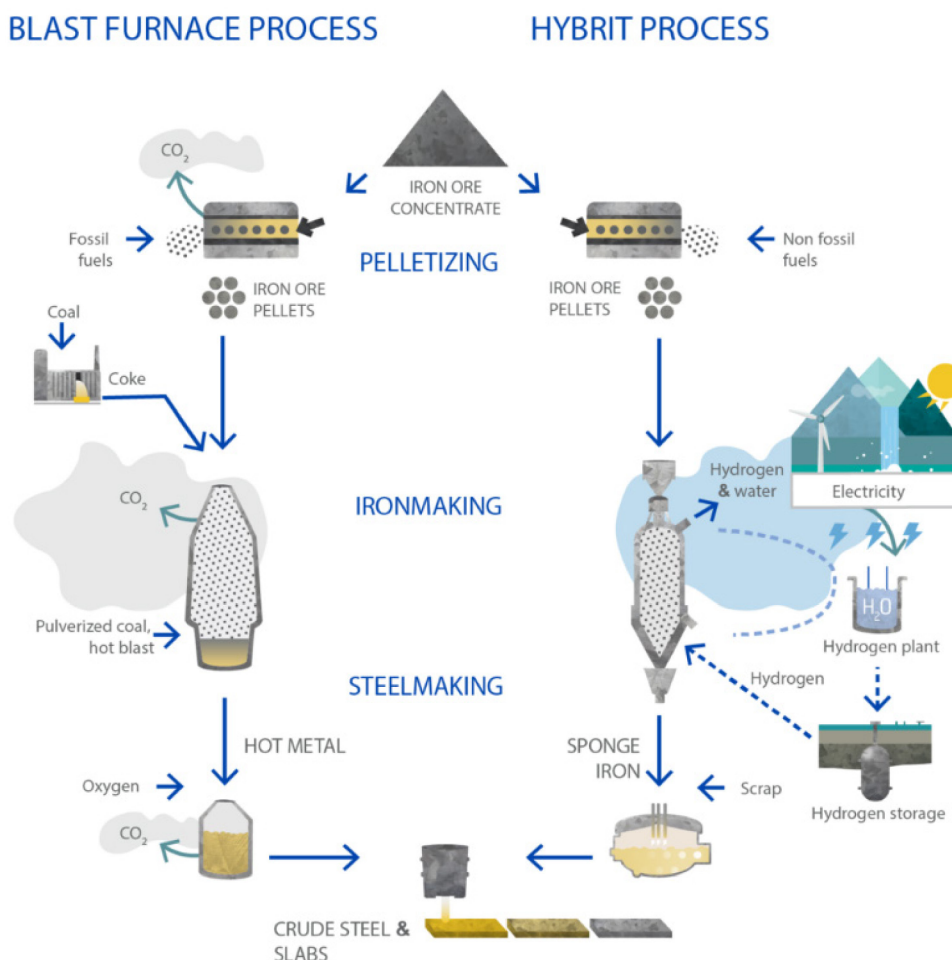 BLAST FURNACE PROCESS
HYBRIT PROCESS
CO2
IRON ORE
CONCENTRATE
Fossil
fuels
PELLETIZING
Non fossil
fuels
IRON ORE
PELLETS
IRON ORE
PELLETS
Coal
Coke
CO2
IRONMAKING
Hydrogen
& water
Electricity
H2O
Pulverized coal,
hot blast
Hydrogen plant
STEELMAKING
Hydrogen
HOT METAL
SPONGE
IRON
Oxygen
Scrap
Hydrogen storage
CO2
CRUDE STEEL &
SLABS